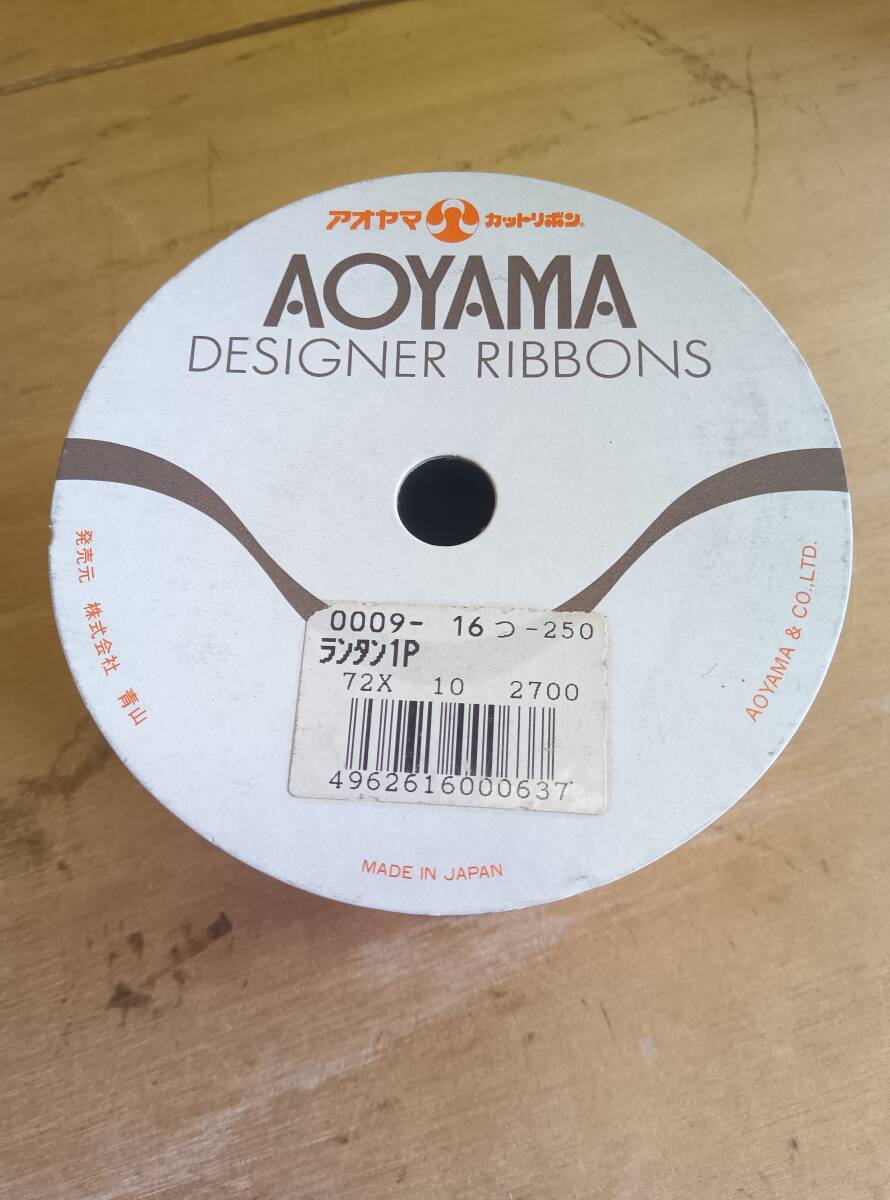 アオヤマ カットリボン®
AOYAMA
DESIGNER RIBBONS
発売元 株式会社 青山
AOYAMA & CO.,LTD.
0009- 16つ-250
ランタン1P
72X 10 2700
4962616000637
MADE IN JAPAN